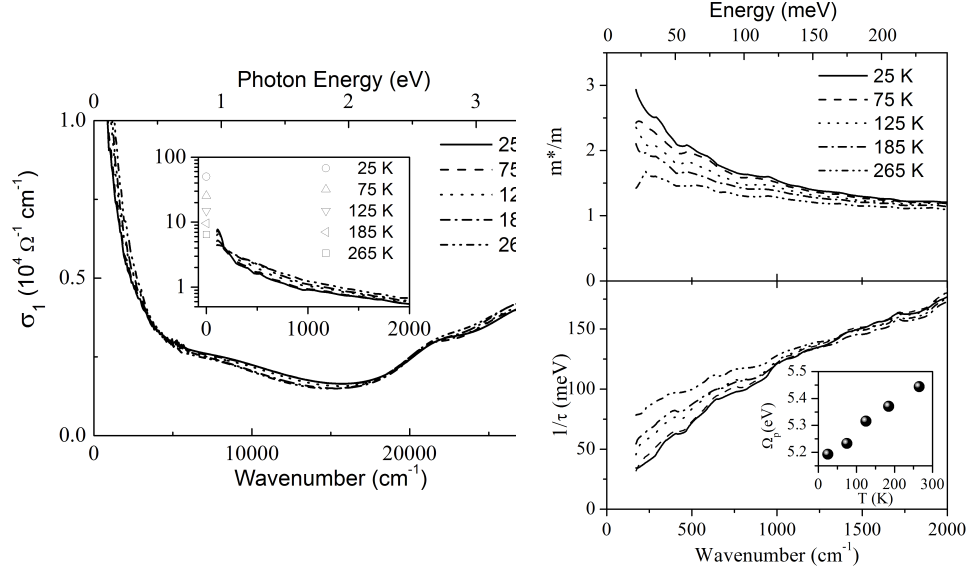 Photon Energy (eV)
0 1 2 3
1.0
0.5
0.0
σ1 (10^4 Ω^-1 cm^-1)
25
75
12
18
26
100
10
1
25 K
75 K
125 K
185 K
265 K
0 1000 2000
0 10000 20000
Wavenumber (cm^-1)
Energy (meV)
0 50 100 150 200
3
2
1
0
m*/m
25 K
75 K
125 K
185 K
265 K
150
100
50
0
1/τ (meV)
5.5
5.4
5.3
5.2
Ωp(eV)
0 100 200 300
T (K)
0 500 1000 1500 2000
Wavenumber (cm^-1)